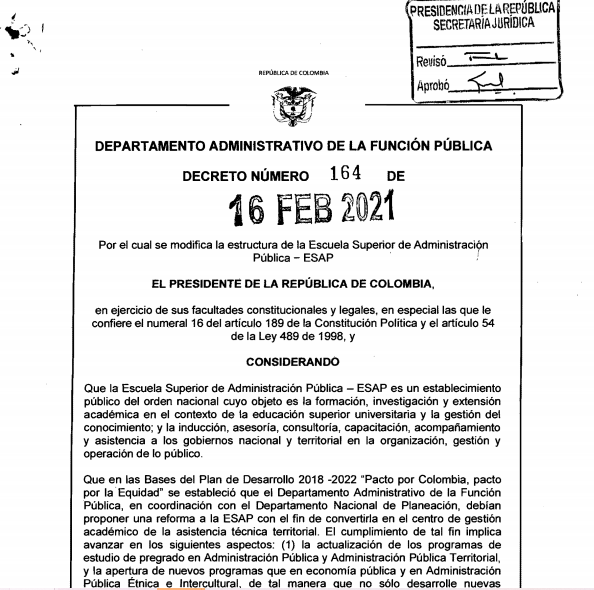 PRESIDENCIA DE LA REPÚBLICA
SECRETARÍA JURÍDICA
Revisó
Aprobó
REPÚBLICA DE COLOMBIA
DEPARTAMENTO ADMINISTRATIVO DE LA FUNCIÓN PÚBLICA
DECRETO NÚMERO 164 DE
16 FEB 2021
Por el cual se modifica la estructura de la Escuela Superior de Administración
Pública – ESAP
EL PRESIDENTE DE LA REPÚBLICA DE COLOMBIA,
en ejercicio de sus facultades constitucionales y legales, en especial las que le
confiere el numeral 16 del artículo 189 de la Constitución Política y el artículo 54
de la Ley 489 de 1998, y
CONSIDERANDO
Que la Escuela Superior de Administración Pública – ESAP es un establecimiento
público del orden nacional cuyo objeto es la formación, investigación y extensión
académica en el contexto de la educación superior universitaria y la gestión del
conocimiento; y la inducción, asesoría, consultoría, capacitación, acompañamiento
y asistencia a los gobiernos nacional y territorial en la organización, gestión y
operación de lo público.
Que en las Bases del Plan de Desarrollo 2018 -2022 "Pacto por Colombia, pacto
por la Equidad" se estableció que el Departamento Administrativo de la Función
Pública, en coordinación con el Departamento Nacional de Planeación, debían
proponer una reforma a la ESAP con el fin de convertirla en el centro de gestión
académico de la asistencia técnica territorial. El cumplimiento de tal fin implica
avanzar en los siguientes aspectos: (1) la actualización de los programas de
estudio de pregrado en Administración Pública y Administración Pública Territorial,
y la apertura de nuevos programas que en economía pública y en Administración
Pública Étnica e Intercultural, de tal manera que no sólo desarrolle nuevas